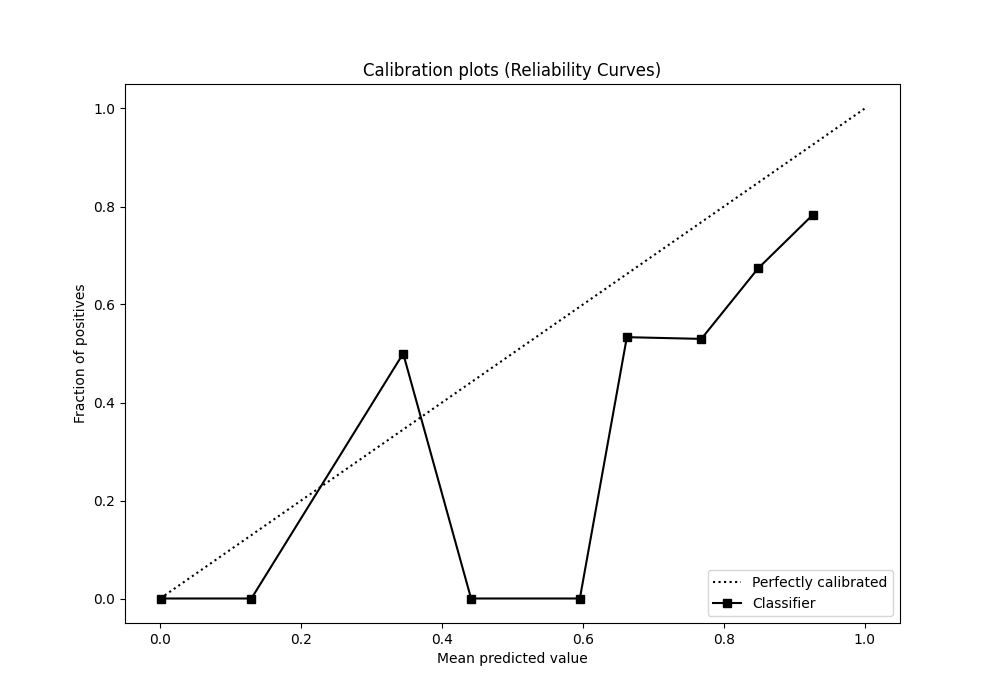 Calibration plots (Reliability Curves)
1.0
0.8
0.6
0.4
0.2
0.0
Fraction of positives
0.0 0.2 0.4 0.6 0.8 1.0
Mean predicted value
Perfectly calibrated
Classifier